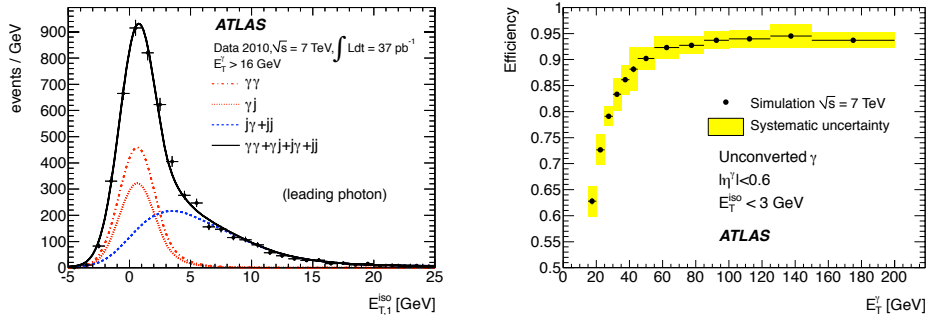 ATLAS
Data 2010, √s = 7 TeV, ∫ Ldt = 37 pb⁻¹
E_T^γ > 16 GeV
γγ
γj
jγ+jj
γγ+γj+jγ+jj
(leading photon)
events / GeV
900
800
700
600
500
400
300
200
100
0
-5 0 5 10 15 20 25
E_{T,1}^{iso} [GeV]
Efficiency
1
0.95
0.9
0.85
0.8
0.75
0.7
0.65
0.6
0.55
0.5
Simulation √s = 7 TeV
Systematic uncertainty
Unconverted γ
|η^γ|<0.6
E_T^{iso} < 3 GeV
ATLAS
0 20 40 60 80 100 120 140 160 180 200
E_T^γ [GeV]